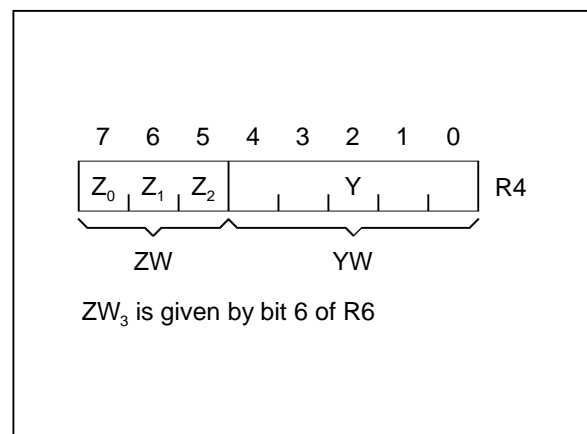 7 6 5 4 3 2 1 0
Z₀ Z₁ Z₂ Y R4
ZW YW
ZW₃ is given by bit 6 of R6